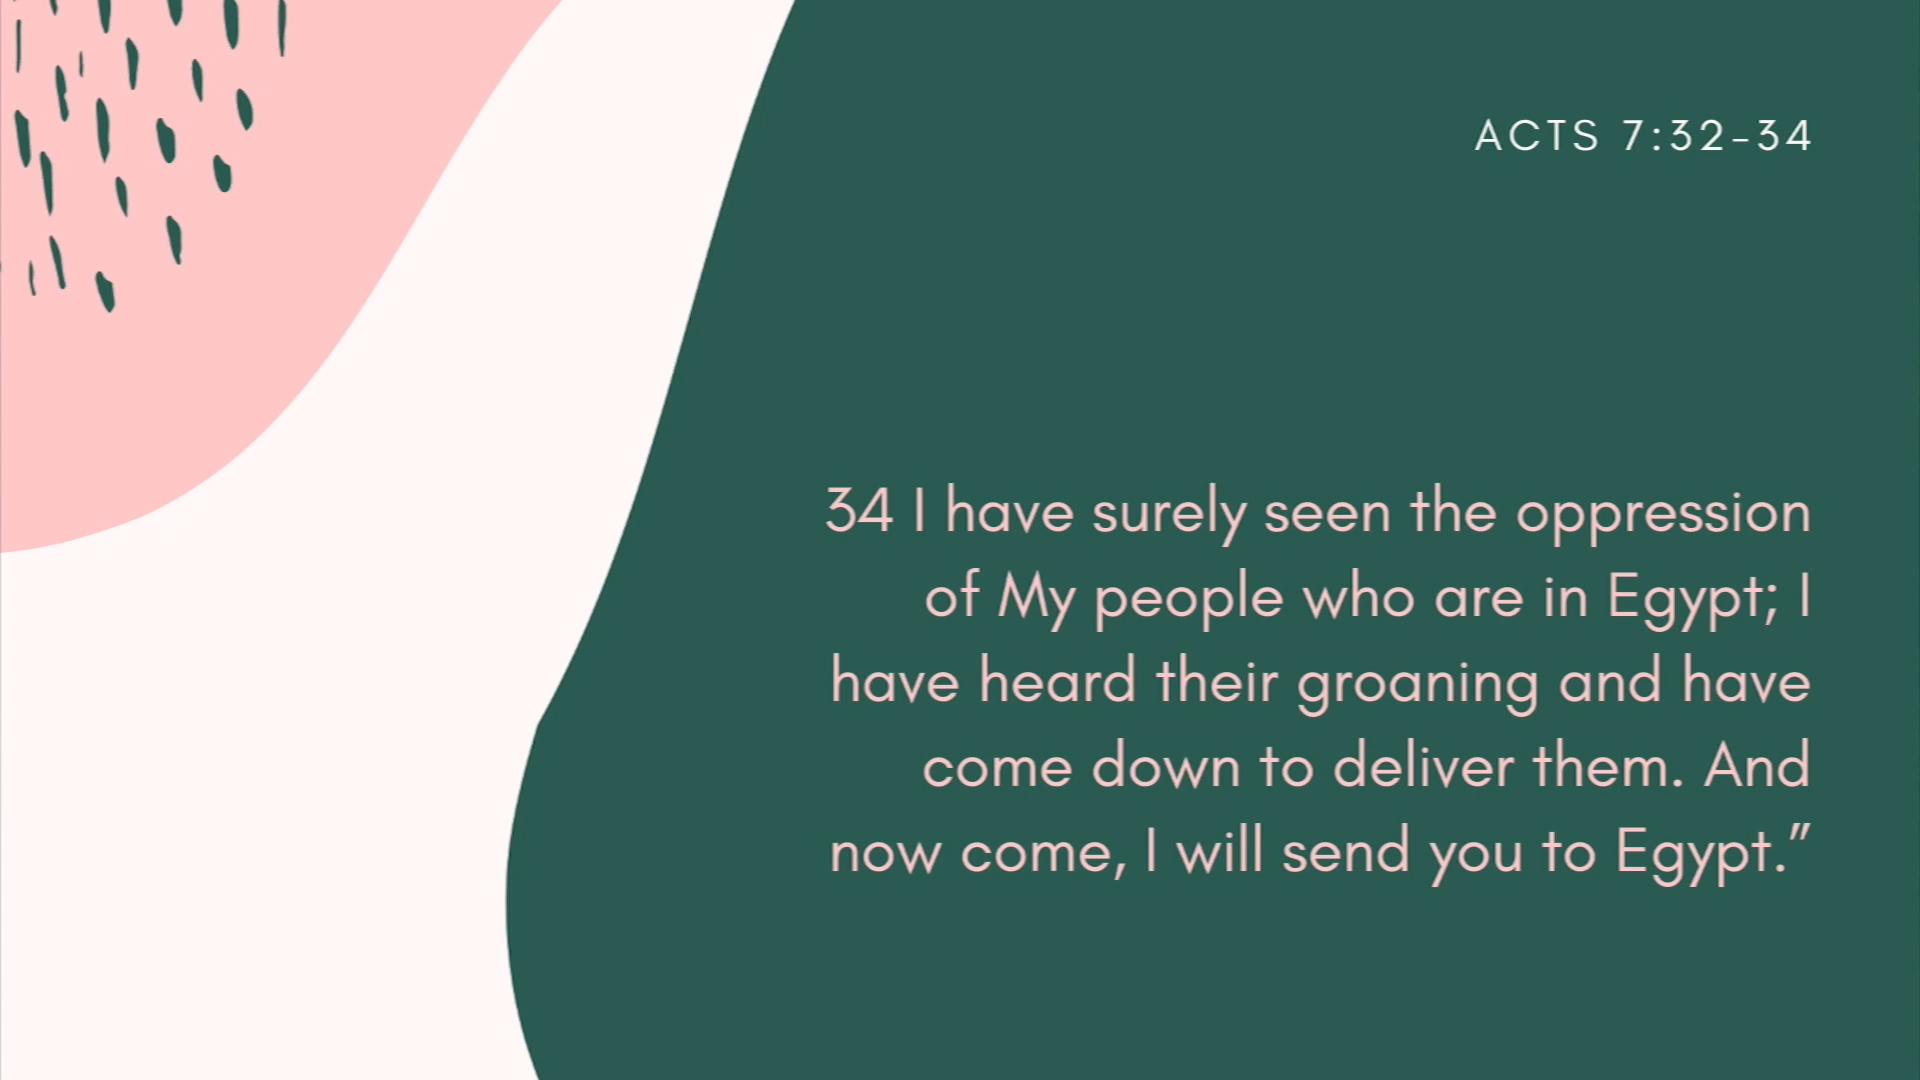 ACTS 7:32-34
34 I have surely seen the oppression
of My people who are in Egypt; I
have heard their groaning and have
come down to deliver them. And
now come, I will send you to Egypt.”